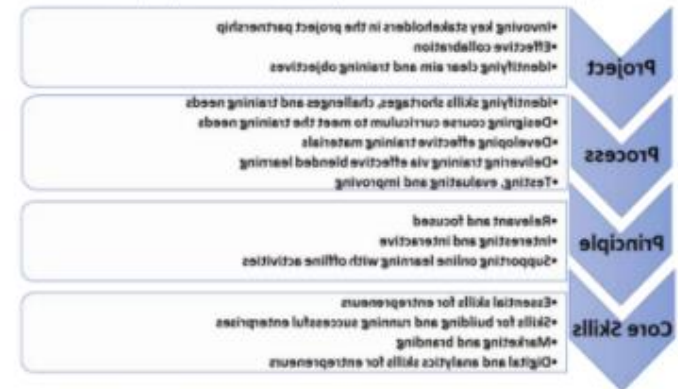 Project
•Invoving key stakeholders in the project partnership
•Effective collabration
•Identifying clear aim and training objectives
Process
•Identifying skills shortages, challenges and training needs
•Designing course curriculum to meet the training needs
•Developing effective training materials
•Delivering training via effective blended learning
•Testing, evaluating and improving
Principle
•Relevant and focused
•Interesting and interactive
•Supporting online learning with offline activities
Core Skills
•Essential skills for entrepreneurs
•Skills for building and running successful enterprises
•Marketing and branding
•Digital and analytics skills for entrepreneurs